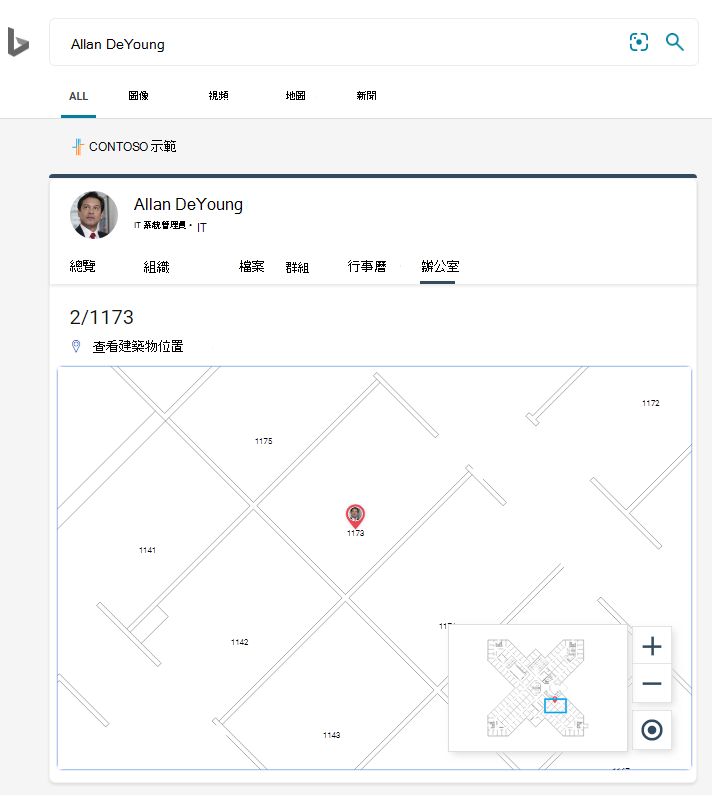 Allan DeYoung
ALL 圖像 視頻 地圖 新聞
CONTOSO 示範
Allan DeYoung
IT 系統管理員・ IT
總覽 組織 檔案 群組 行事曆 辦公室
2/1173
查看建築物位置
1172
1175
1173
1141
1142
1143